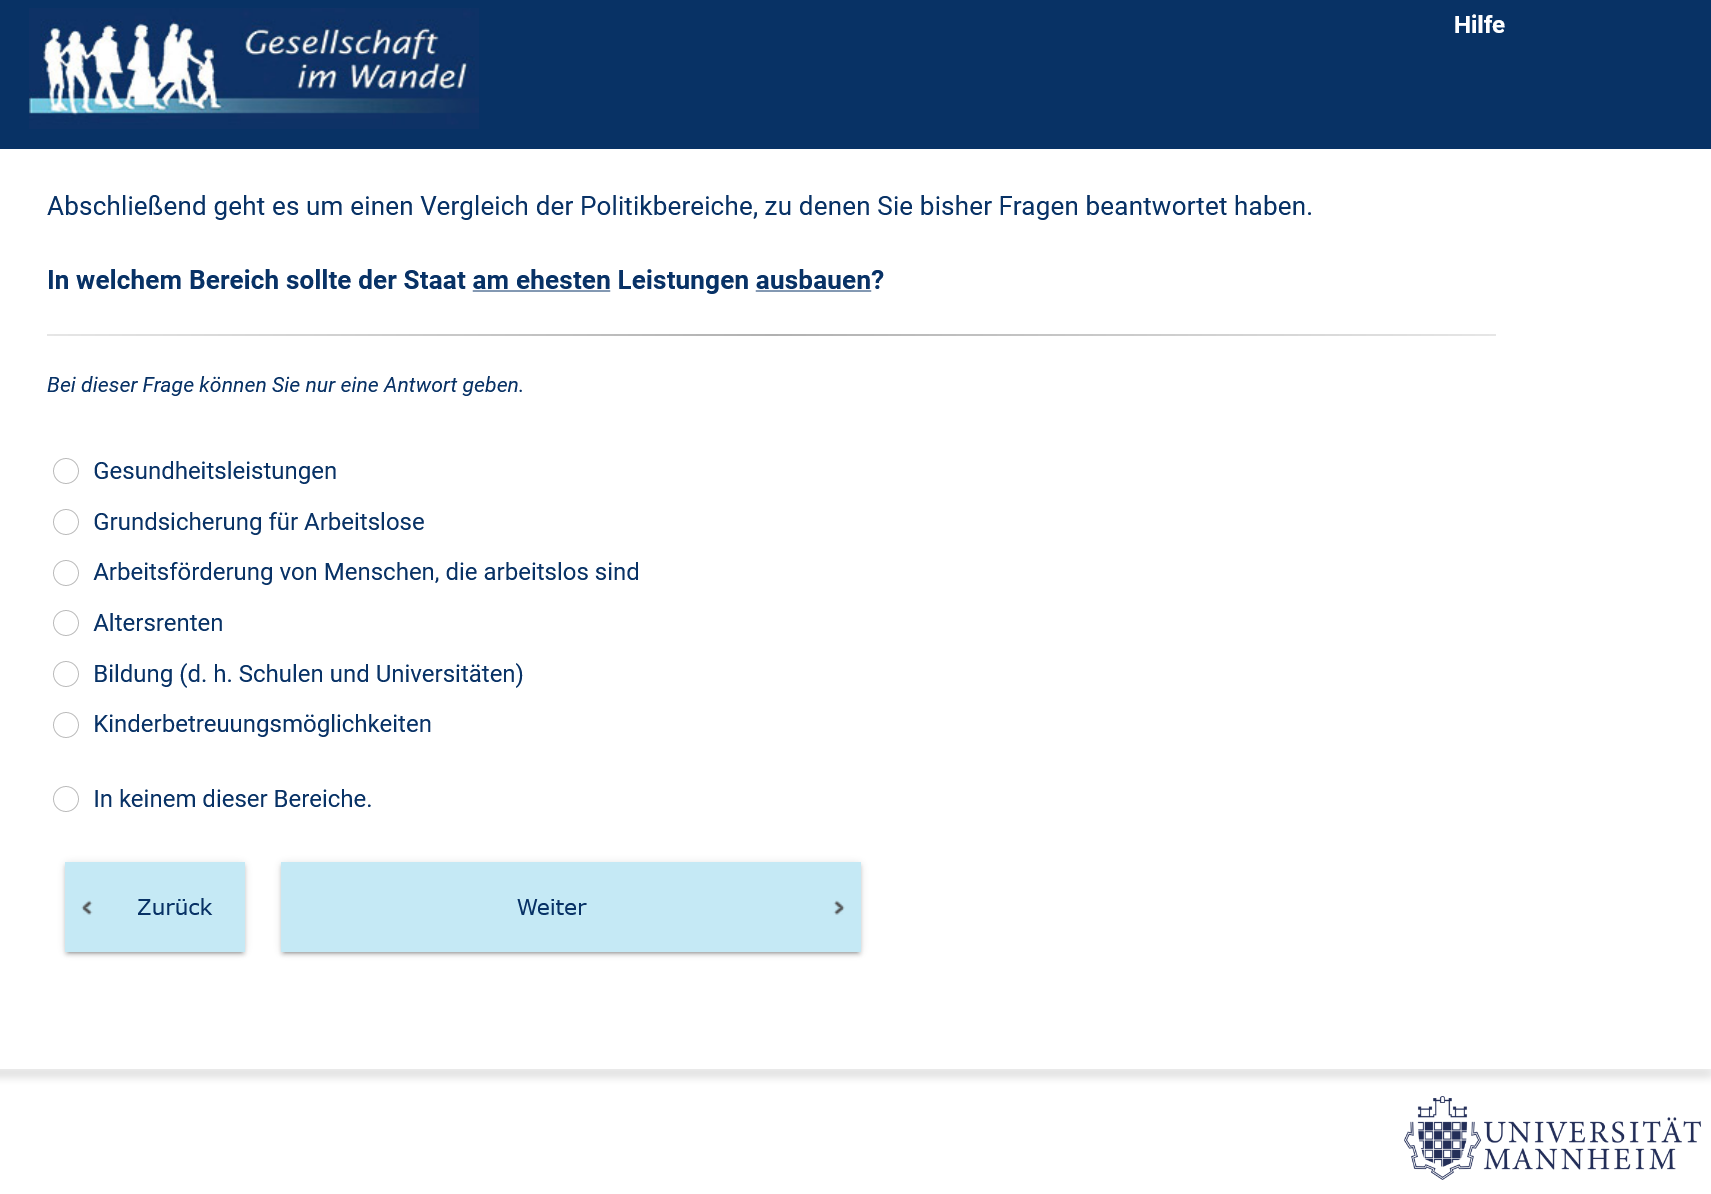 Gesellschaft
im Wandel
Hilfe
Abschließend geht es um einen Vergleich der Politikbereiche, zu denen Sie bisher Fragen beantwortet haben.
In welchem Bereich sollte der Staat am ehesten Leistungen ausbauen?
Bei dieser Frage können Sie nur eine Antwort geben.
Gesundheitsleistungen
Grundsicherung für Arbeitslose
Arbeitsförderung von Menschen, die arbeitslos sind
Altersrenten
Bildung (d. h. Schulen und Universitäten)
Kinderbetreuungsmöglichkeiten
In keinem dieser Bereiche.
Zurück
Weiter
UNIVERSITÄT
MANNHEIM